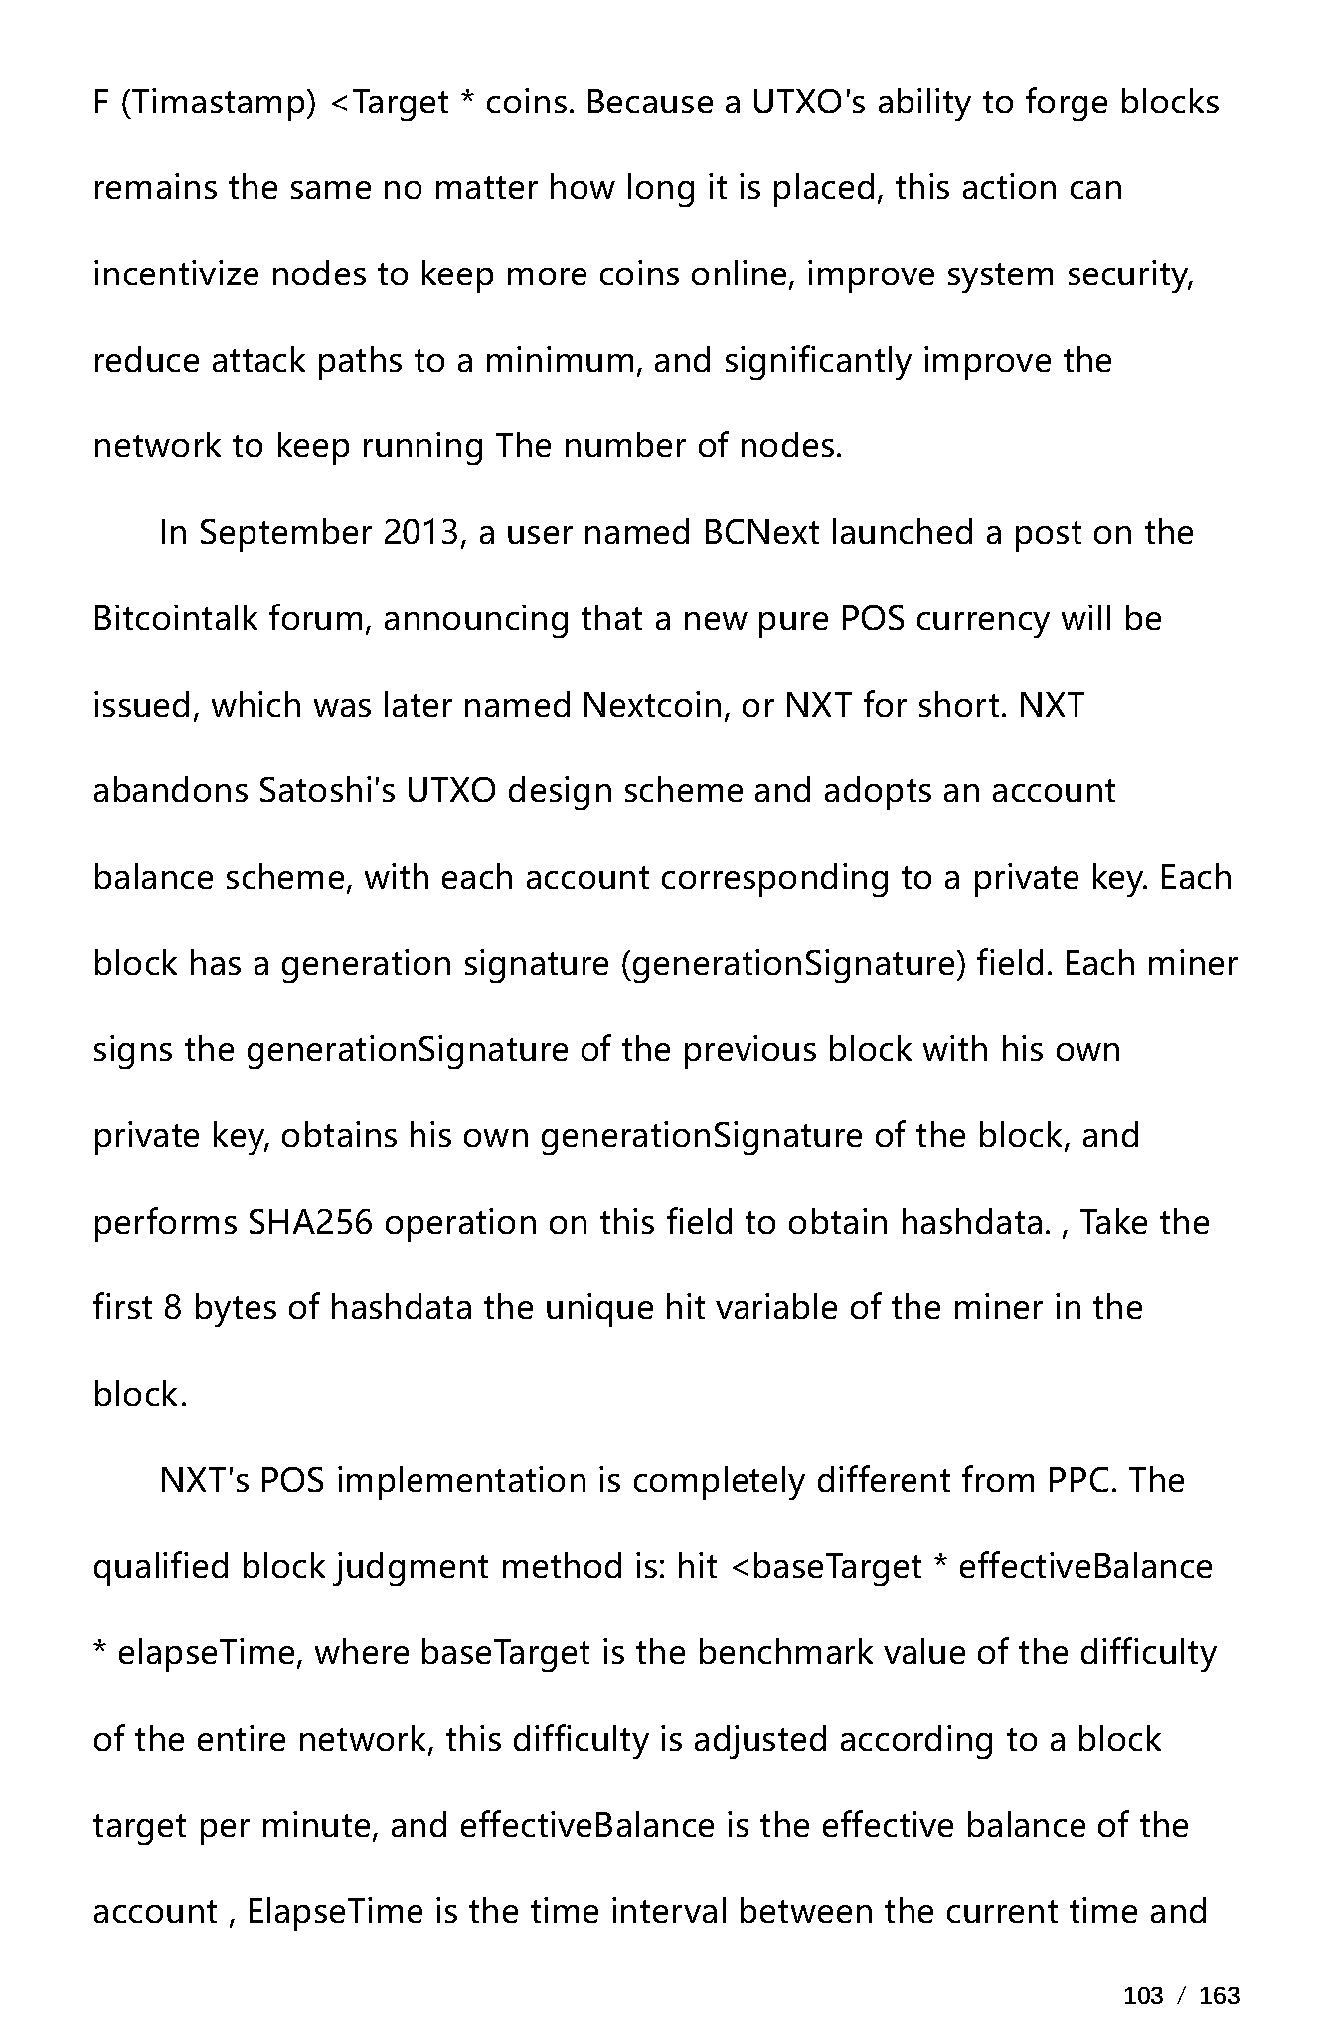 F (Timastamp) <Target * coins. Because a UTXO's ability to forge blocks
remains the same no matter how long it is placed, this action can
incentivize nodes to keep more coins online, improve system security,
reduce attack paths to a minimum, and significantly improve the
network to keep running The number of nodes.
In September 2013, a user named BCNext launched a post on the
Bitcointalk forum, announcing that a new pure POS currency will be
issued, which was later named Nextcoin, or NXT for short. NXT
abandons Satoshi's UTXO design scheme and adopts an account
balance scheme, with each account corresponding to a private key. Each
block has a generation signature (generationSignature) field. Each miner
signs the generationSignature of the previous block with his own
private key, obtains his own generationSignature of the block, and
performs SHA256 operation on this field to obtain hashdata. , Take the
first 8 bytes of hashdata the unique hit variable of the miner in the
block.
NXT's POS implementation is completely different from PPC. The
qualified block judgment method is: hit <baseTarget * effectiveBalance
* elapseTime, where baseTarget is the benchmark value of the difficulty
of the entire network, this difficulty is adjusted according to a block
target per minute, and effectiveBalance is the effective balance of the
account , ElapseTime is the time interval between the current time and
103 / 163